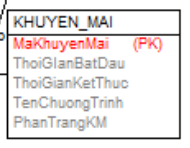 KHUYEN_MAI
MaKhuyenMai (PK)
ThoiGIanBatDau
ThoiGianKetThuc
TenChuongTrinh
PhanTrangKM